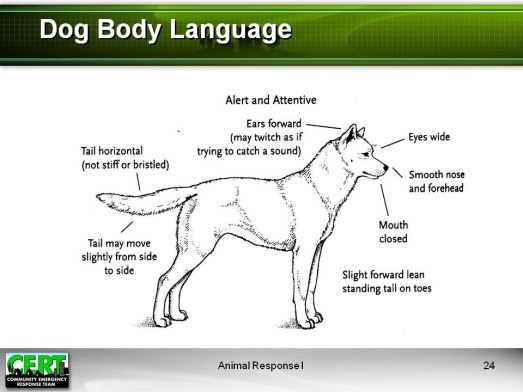 Dog Body Language
Alert and Attentive
Ears forward
(may twitch as if
trying to catch a sound)
Eyes wide
Tail horizontal
(not stiff or bristled)
Smooth nose
and forehead
Mouth
closed
Tail may move
slightly from side
to side
Slight forward lean
standing tall on toes
CERT
COMMUNITY EMERGENCY
RESPONSE TEAM
Animal Response I
24